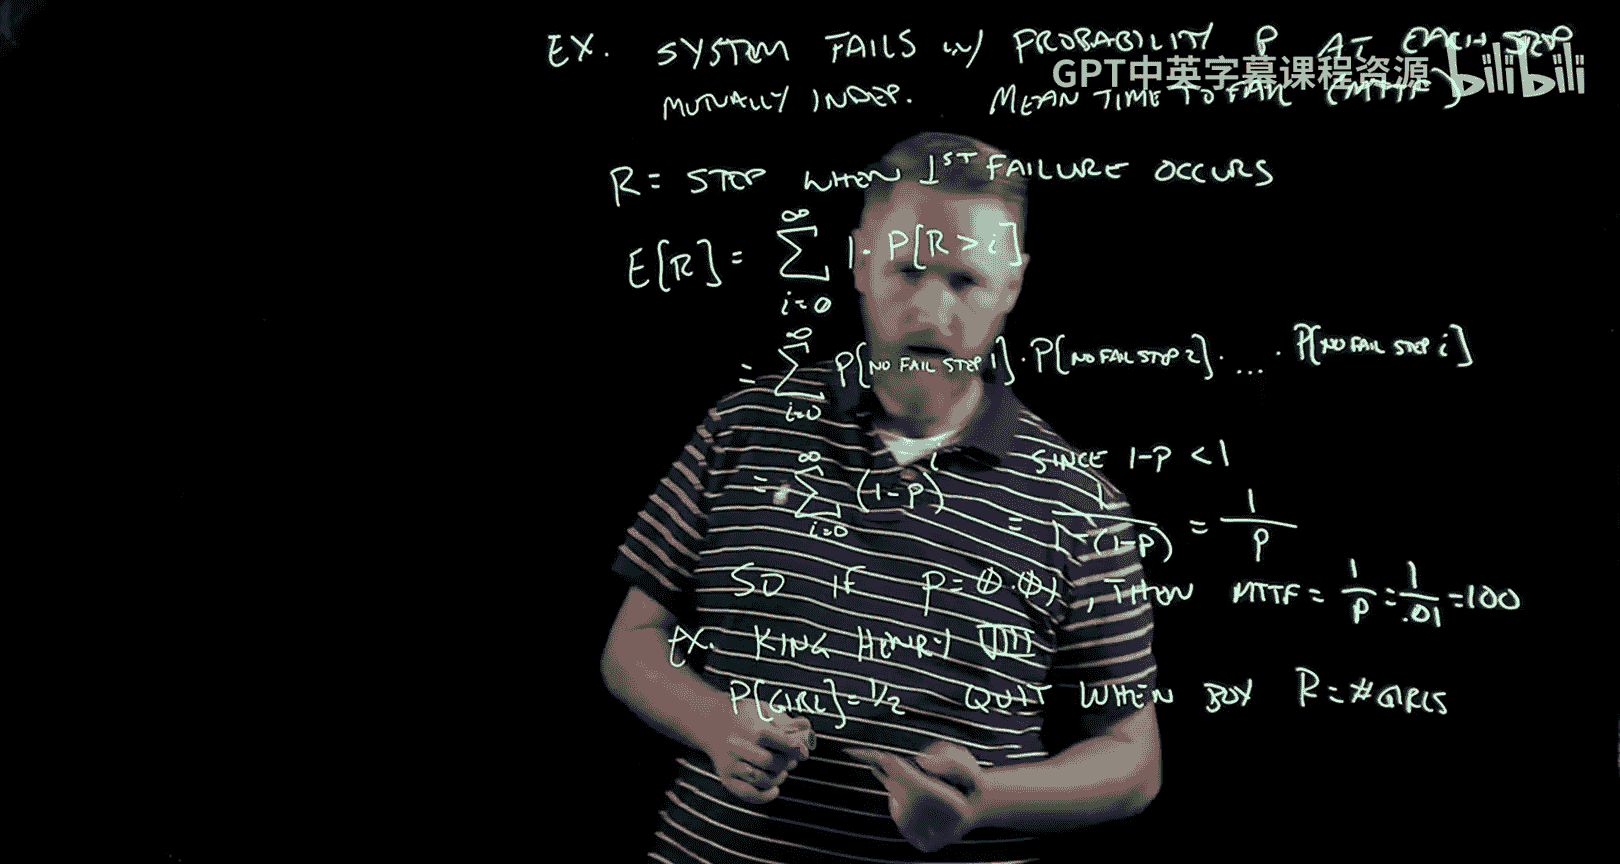 EX. SYSTEM FAILS W/ PROBABILITY P AT EACH STEP
GPT中英字幕课程资源 bilibili
MUTUALLY INDEP. MEAN TIME TO FAIL (MTTF)
R = STEP WHEN 1ST FAILURE OCCURS
E[R] = ∞ ∑ i=0 1· P[R > i]
= ∞ ∑ i=0 P[NO FAIL STEP 1] · P[NO FAIL STEP 2] · ... · P[NO FAIL STEP i]
= ∞ ∑ i=0 (1-P)^i SINCE 1-P < 1
= 1/(1-(1-P)) = 1/P
SO IF P = 0.01, THEN MTTF = 1/P = 1/.01 = 100
EX. KING HENRY VIII
P[GIRL] = 1/2 QUIT WHEN BOY R = # GIRLS